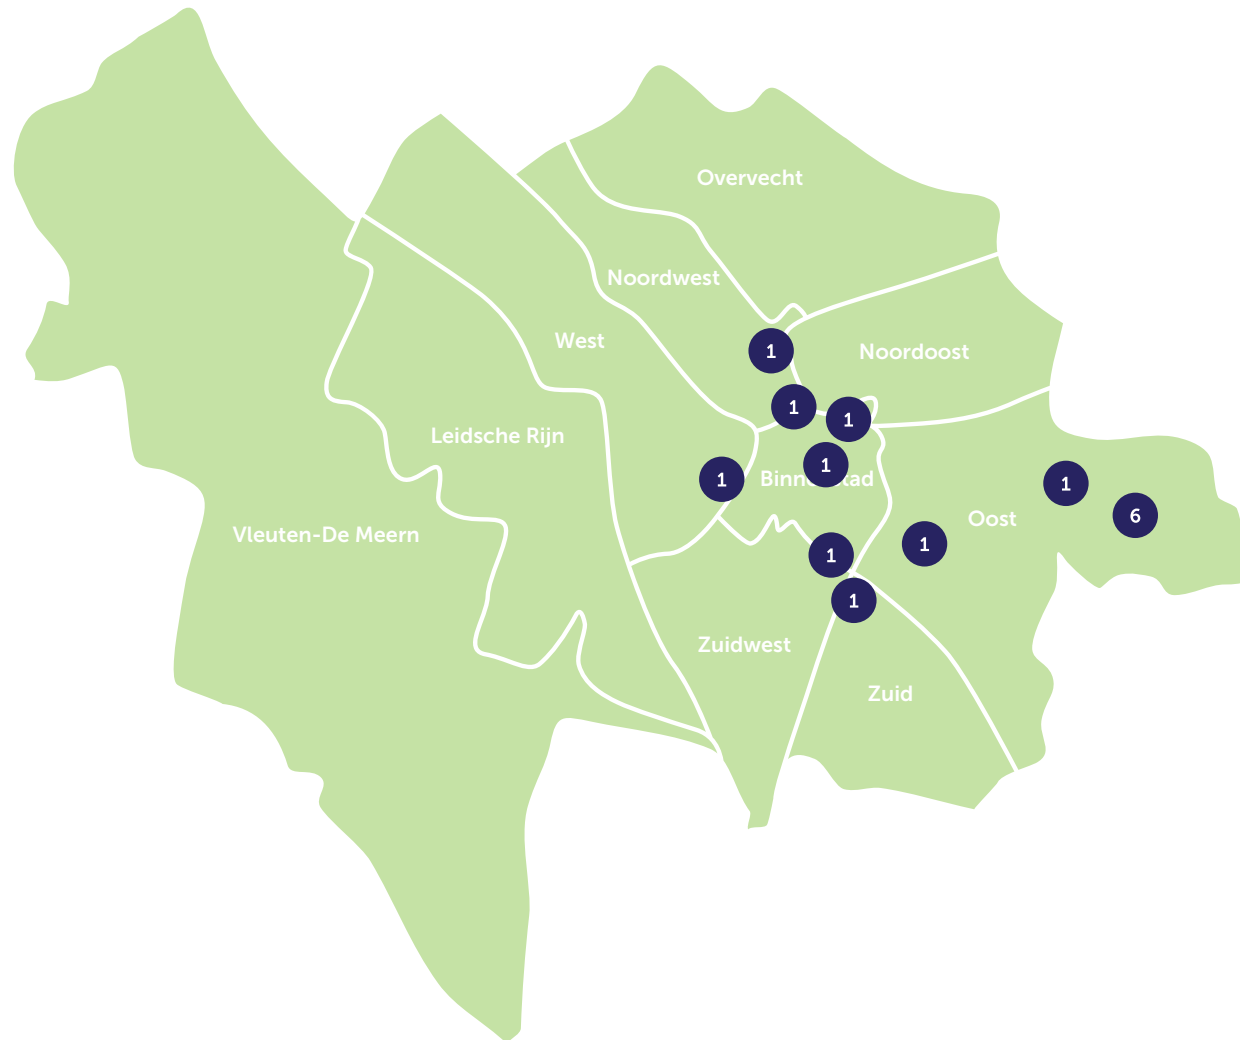 Overvecht
Noordwest
West
1
Noordoost
1
1
Leidsche Rijn
1
1
1
6
Oost
Vleuten-De Meern
1
1
1
Zuidwest
Zuid